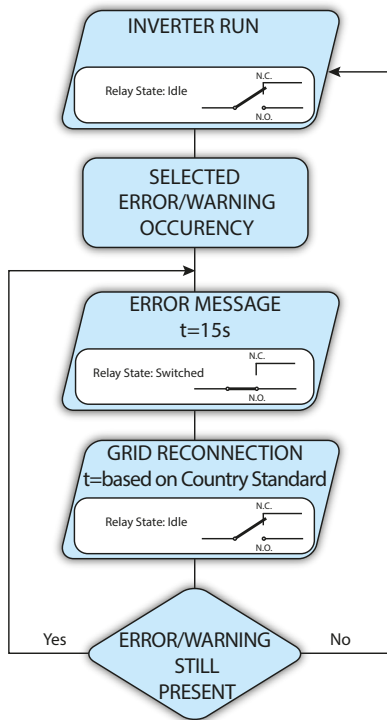 INVERTER RUN
N.C.
Relay State: Idle
N.O.
SELECTED
ERROR/WARNING
OCCURENCY
ERROR MESSAGE
t=15s
N.C.
Relay State: Switched
N.O.
GRID RECONNECTION
t=based on Country Standard
N.C.
Relay State: Idle
N.O.
Yes
ERROR/WARNING
STILL
PRESENT
No